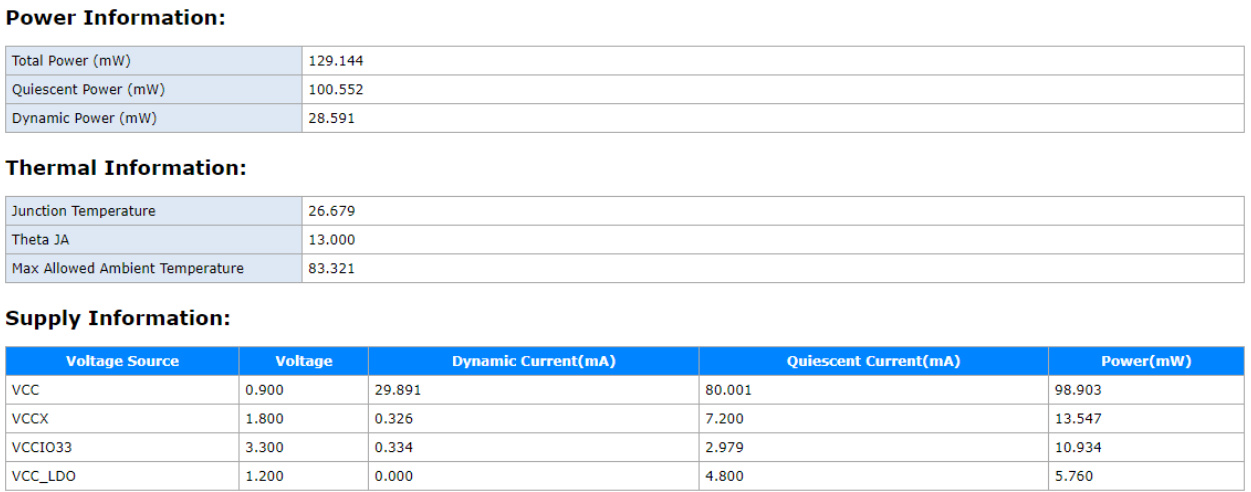 Power Information:
Total Power (mW) 129.144
Quiescent Power (mW) 100.552
Dynamic Power (mW) 28.591
Thermal Information:
Junction Temperature 26.679
Theta JA 13.000
Max Allowed Ambient Temperature 83.321
Supply Information:
Voltage Source Voltage Dynamic Current(mA) Quiescent Current(mA) Power(mW)
VCC 0.900 29.891 80.001 98.903
VCCX 1.800 0.326 7.200 13.547
VCCIO33 3.300 0.334 2.979 10.934
VCC_LDO 1.200 0.000 4.800 5.760